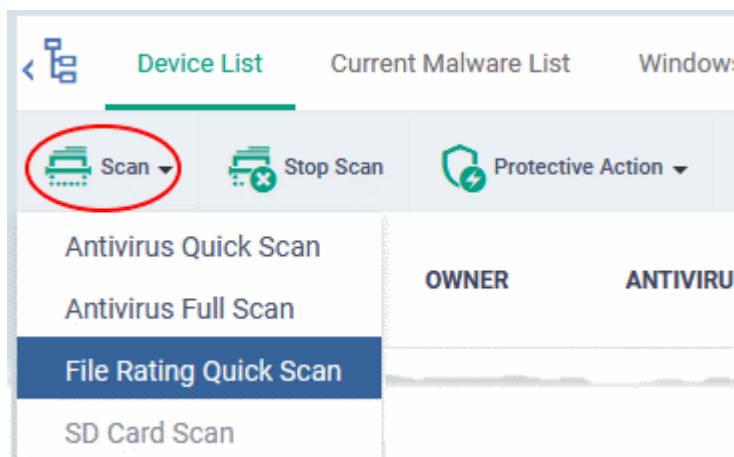 Device List Current Malware List Windows
Scan Stop Scan Protective Action
Antivirus Quick Scan
OWNER ANTIVIRU
Antivirus Full Scan
File Rating Quick Scan
SD Card Scan